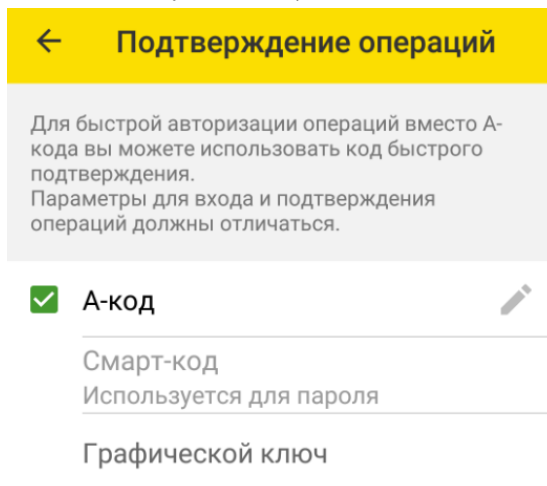 Подтверждение операций
Для быстрой авторизации операций вместо А-
кода вы можете использовать код быстрого
подтверждения.
Параметры для входа и подтверждения
операций должны отличаться.
А-код
Смарт-код
Используется для пароля
Графической ключ